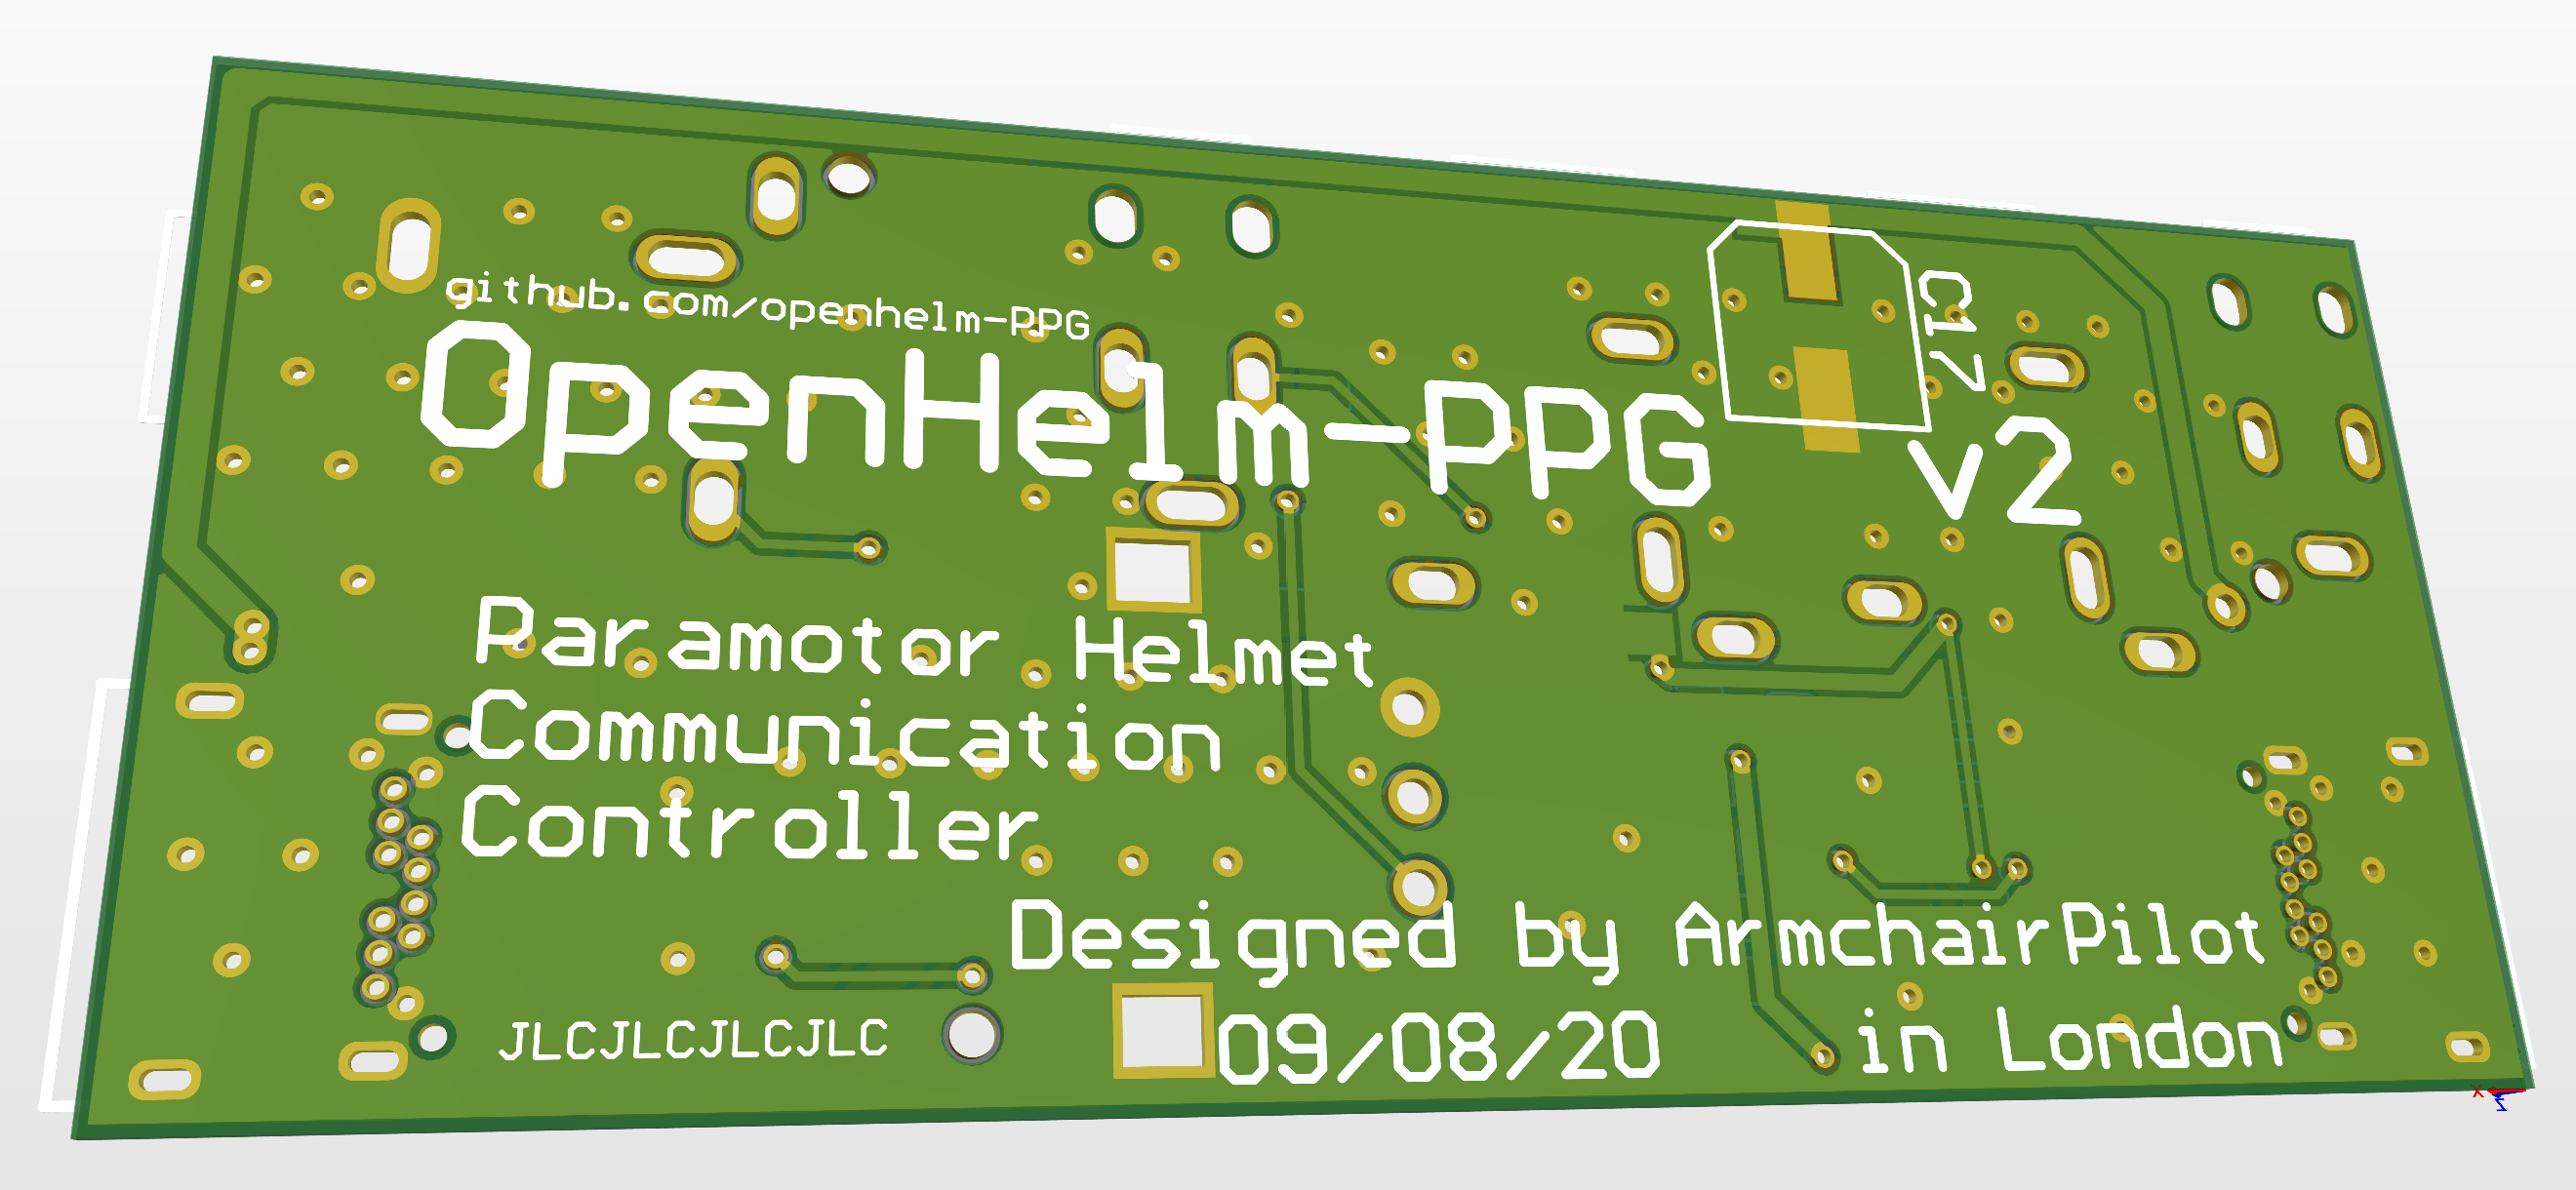 github.com/openhelm-PPG
OpenHelm-PPG
C17
v2
Paramotor Helmet
Communication
Controller
Designed by ArmchairPilot
JLCJLCJLCJLC
09/08/20
in London
X
Z